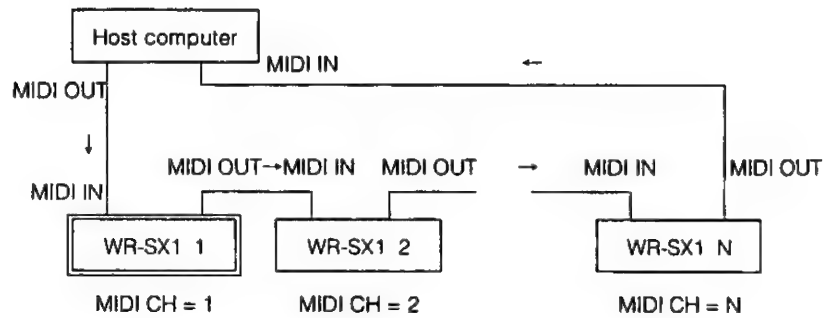 Host computer
MIDI IN ←
MIDI OUT
↓
MIDI OUT→MIDI IN MIDI OUT → MIDI IN MIDI OUT
MIDI IN
WR-SX1 1 WR-SX1 2 WR-SX1 N
MIDI CH = 1 MIDI CH = 2 MIDI CH = N